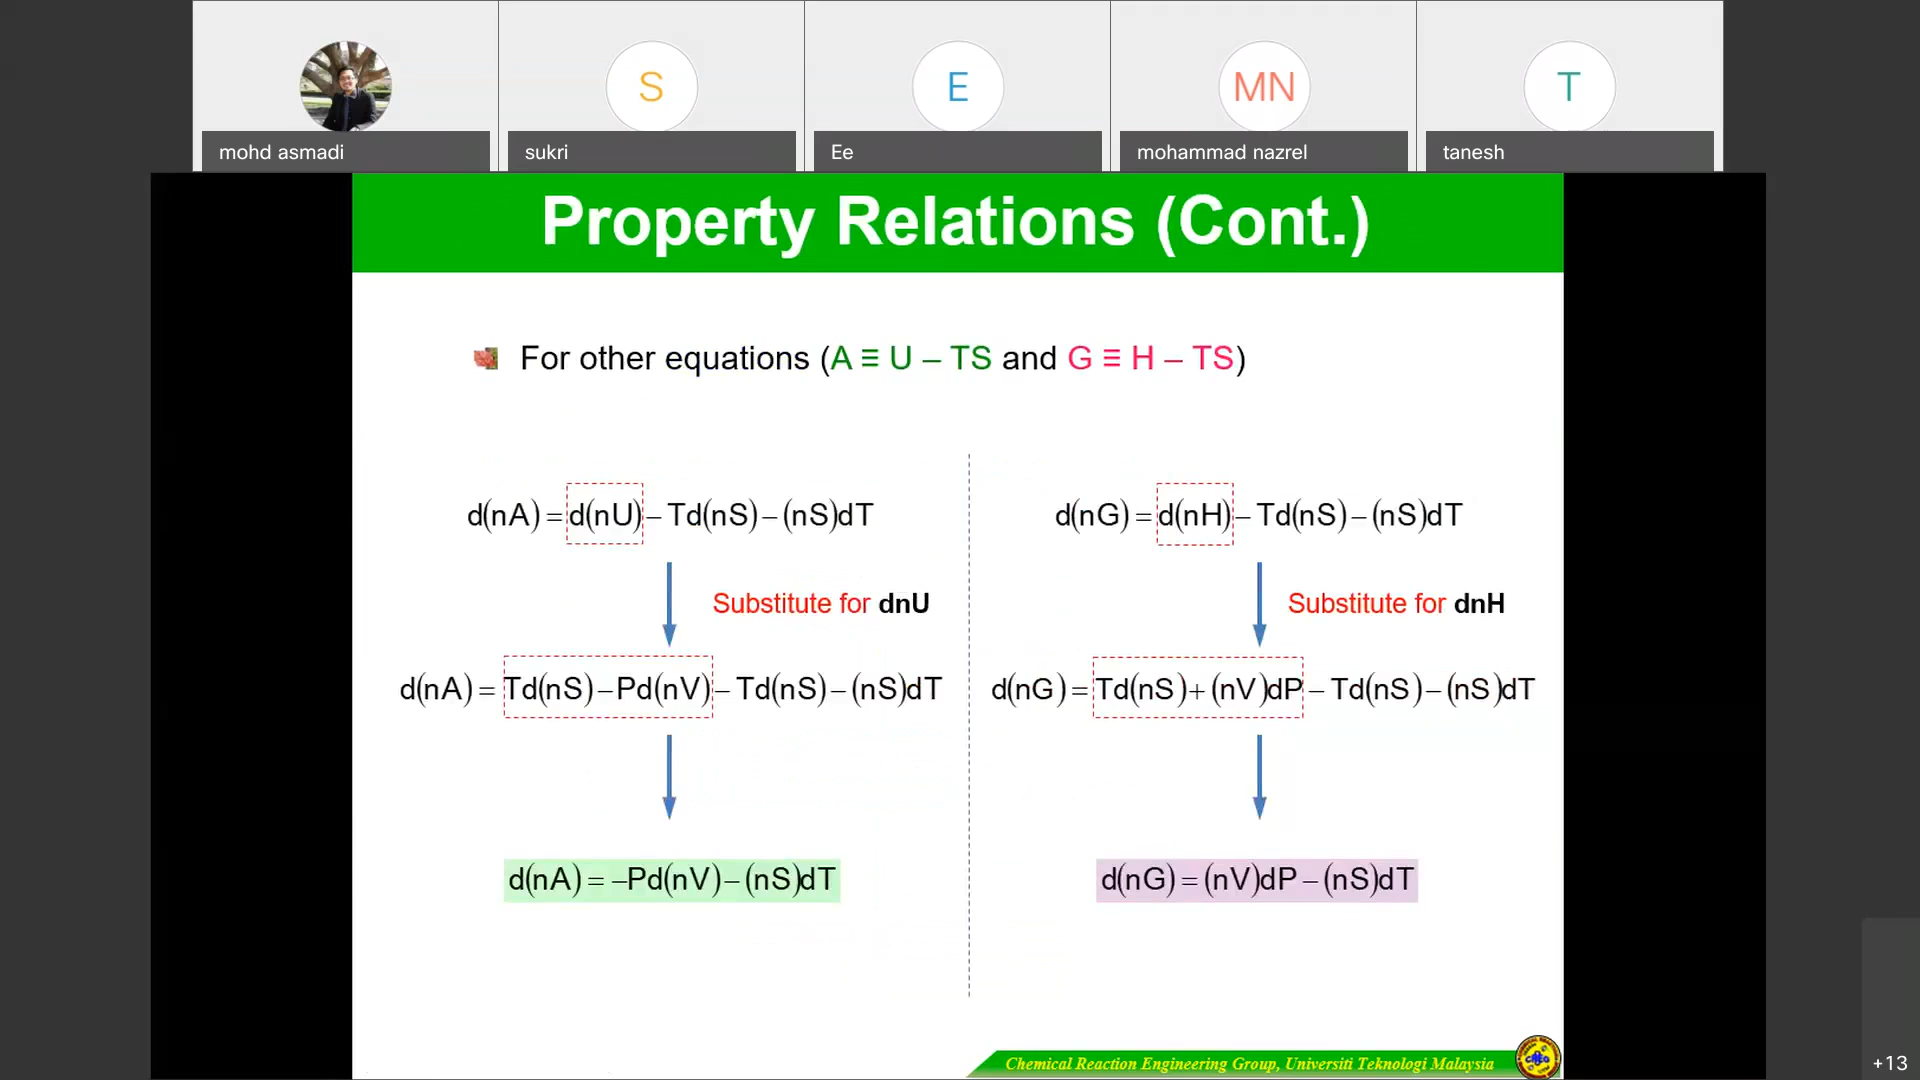 S
E
MN
T
mohd asmadi
sukri
Ee
mohammad nazrel
tanesh
Property Relations (Cont.)
For other equations (A ≡ U – TS and G ≡ H – TS)
d(nA) = d(nU) – Td(nS) – (nS)dT
d(nG) = d(nH) – Td(nS) – (nS)dT
Substitute for dnU
Substitute for dnH
d(nA) = Td(nS) – Pd(nV) – Td(nS) – (nS)dT
d(nG) = Td(nS) + (nV)dP – Td(nS) – (nS)dT
d(nA) = –Pd(nV) – (nS)dT
d(nG) = (nV)dP – (nS)dT
Chemical Reaction Engineering Group, Universiti Teknologi Malaysia
+13